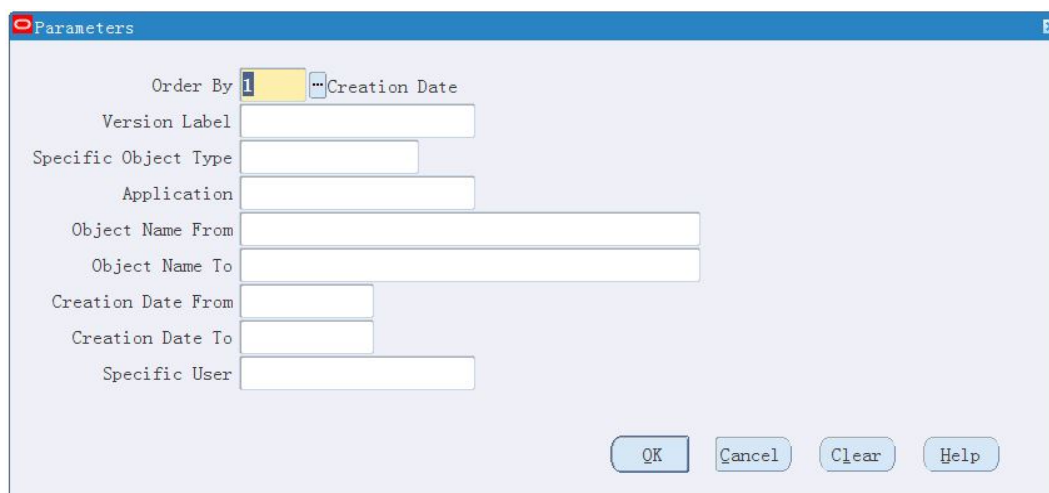 Parameters
Order By 1 ... Creation Date
Version Label
Specific Object Type
Application
Object Name From
Object Name To
Creation Date From
Creation Date To
Specific User
OK Cancel Clear Help